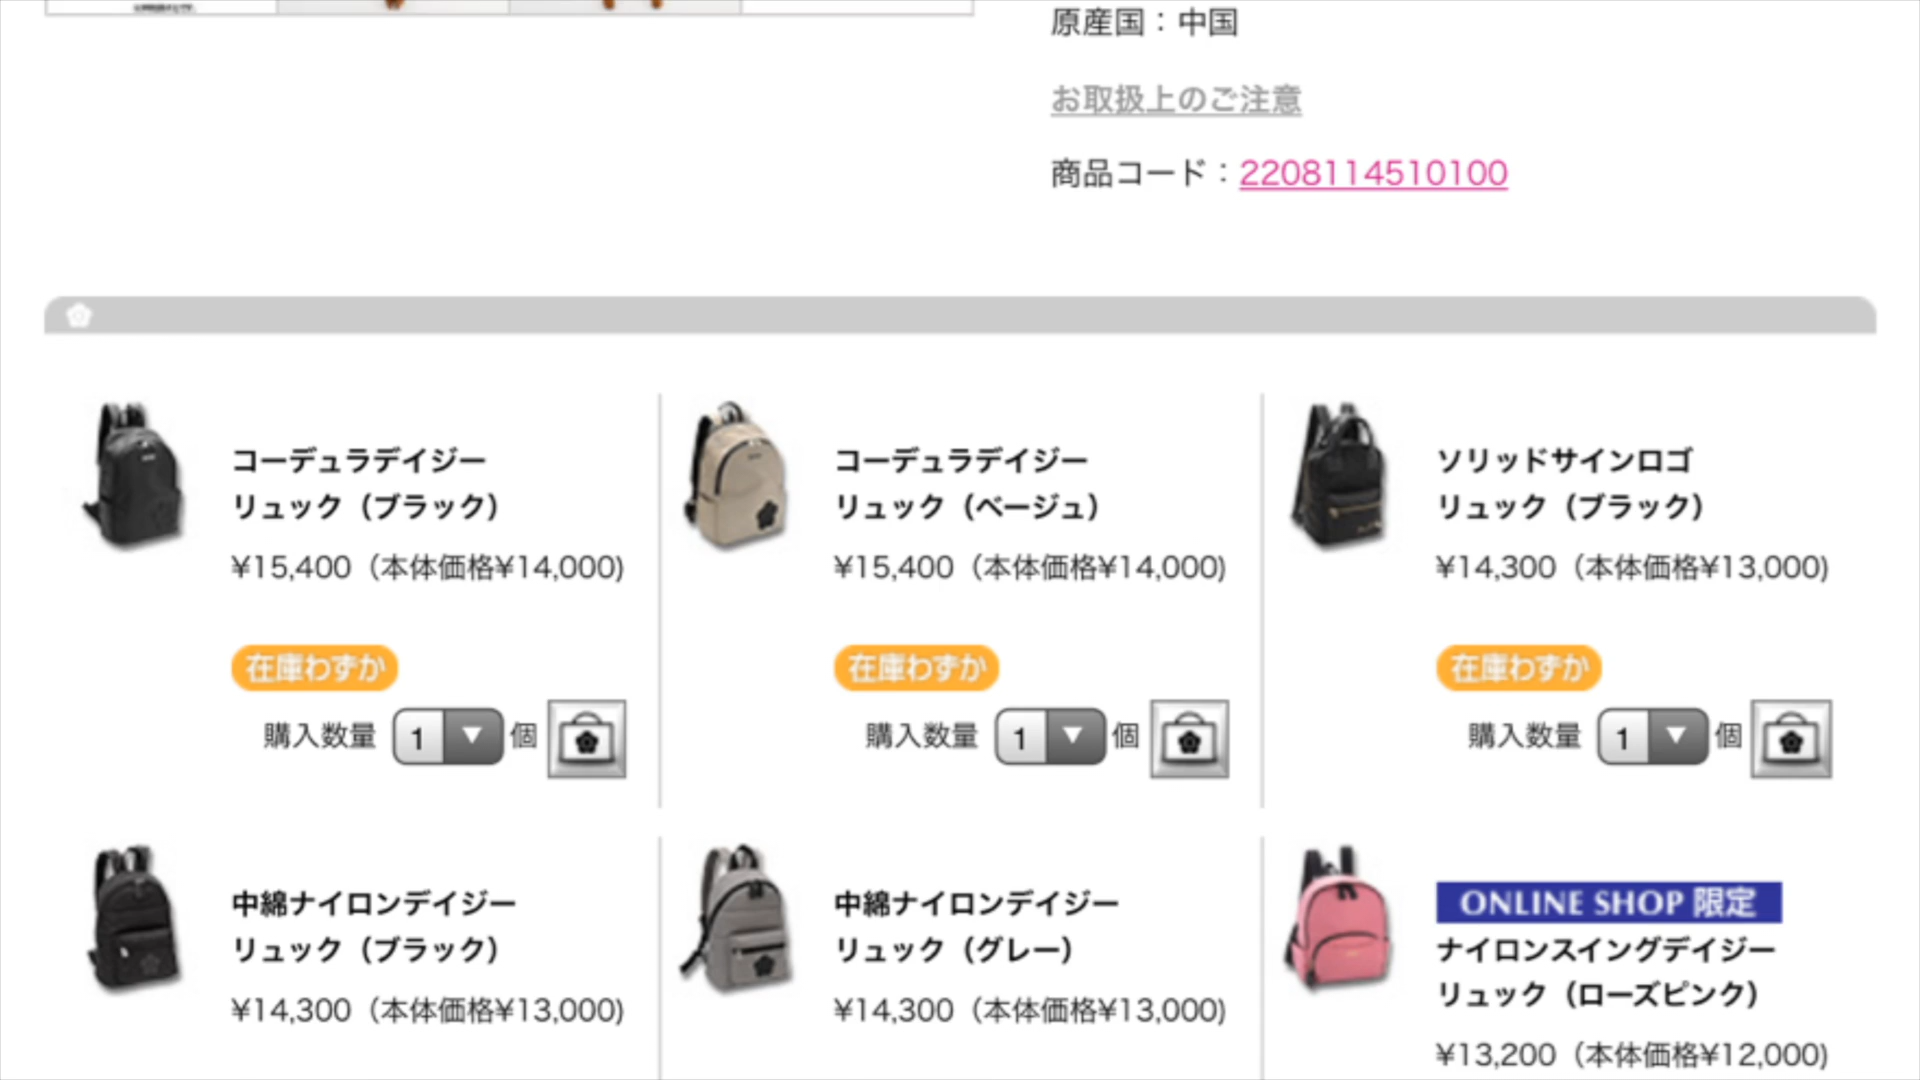 原産国：中国
お取扱上のご注意
商品コード：2208114510100
コーデュラデイジー
リュック（ブラック）
¥15,400（本体価格¥14,000)
在庫わずか
購入数量 1 ▼ 個
コーデュラデイジー
リュック（ベージュ）
¥15,400（本体価格¥14,000)
在庫わずか
購入数量 1 ▼ 個
ソリッドサインロゴ
リュック（ブラック）
¥14,300（本体価格¥13,000)
在庫わずか
購入数量 1 ▼ 個
中綿ナイロンデイジー
リュック（ブラック）
¥14,300（本体価格¥13,000)
中綿ナイロンデイジー
リュック（グレー）
¥14,300（本体価格¥13,000)
ONLINE SHOP 限定
ナイロンスイングデイジー
リュック（ローズピンク）
¥13,200（本体価格¥12,000)